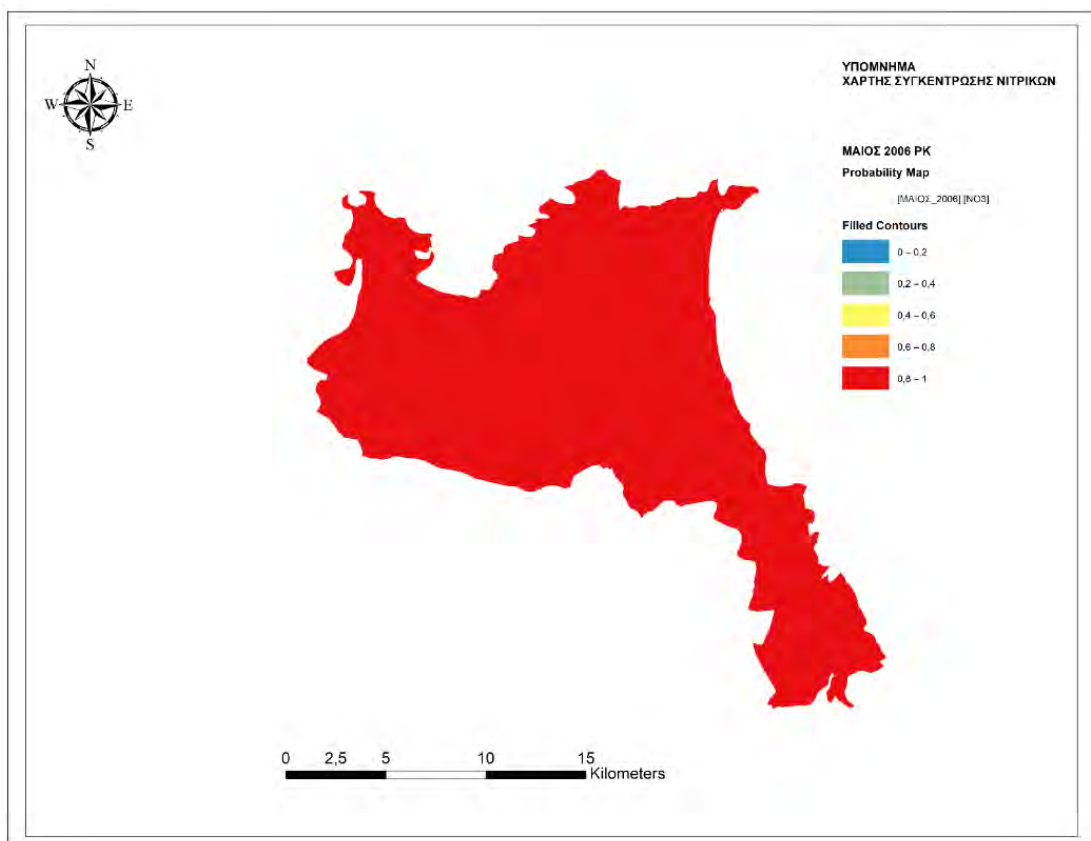 N
W E
S
ΥΠΟΜΝΗΜΑ
ΧΑΡΤΗΣ ΣΥΓΚΕΝΤΡΩΣΗΣ ΝΙΤΡΙΚΩΝ
ΜΑΙΟΣ 2006 PK
Probability Map
[ΜΑΙΟΣ_2006].[NO3]
Filled Contours
0 – 0,2
0,2 – 0,4
0,4 – 0,6
0,6 – 0,8
0,8 – 1
0 2,5 5 10 15
Kilometers